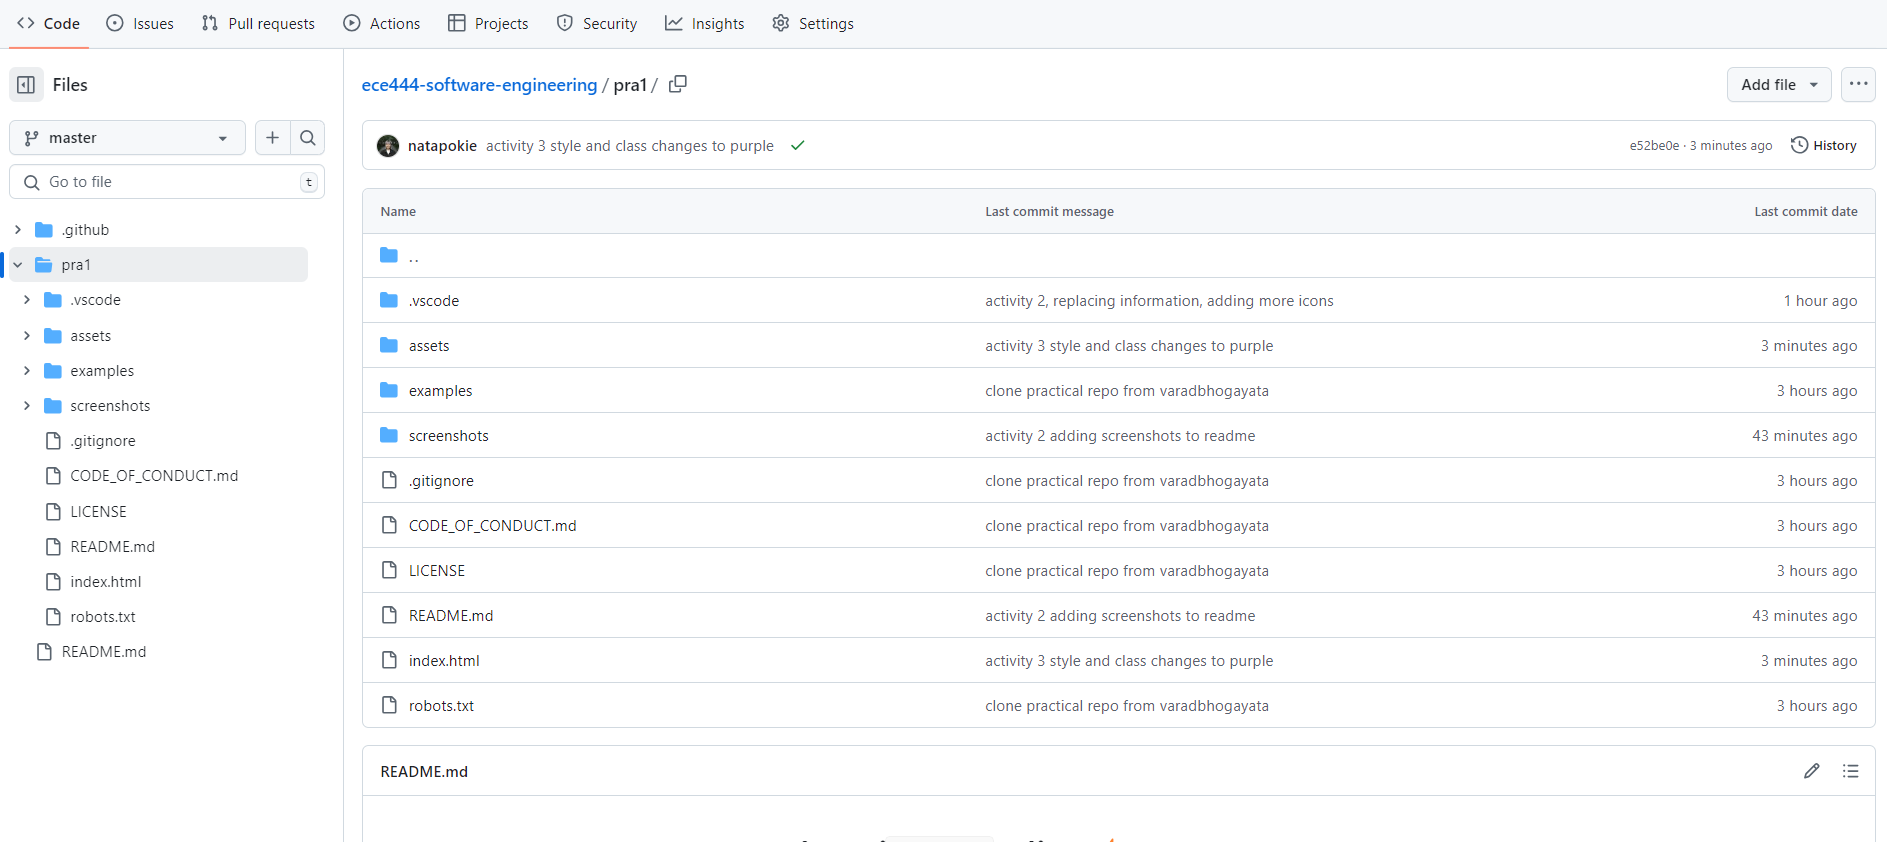 Code Issues Pull requests Actions Projects Security Insights Settings
Files
master
Go to file t
.github
pra1
.vscode
assets
examples
screenshots
.gitignore
CODE_OF_CONDUCT.md
LICENSE
README.md
index.html
robots.txt
README.md
ece444-software-engineering / pra1 /
Add file
natapokie activity 3 style and class changes to purple e52be0e · 3 minutes ago History
Name Last commit message Last commit date
..
.vscode activity 2, replacing information, adding more icons 1 hour ago
assets activity 3 style and class changes to purple 3 minutes ago
examples clone practical repo from varadbhogayata 3 hours ago
screenshots activity 2 adding screenshots to readme 43 minutes ago
.gitignore clone practical repo from varadbhogayata 3 hours ago
CODE_OF_CONDUCT.md clone practical repo from varadbhogayata 3 hours ago
LICENSE clone practical repo from varadbhogayata 3 hours ago
README.md activity 2 adding screenshots to readme 43 minutes ago
index.html activity 3 style and class changes to purple 3 minutes ago
robots.txt clone practical repo from varadbhogayata 3 hours ago
README.md